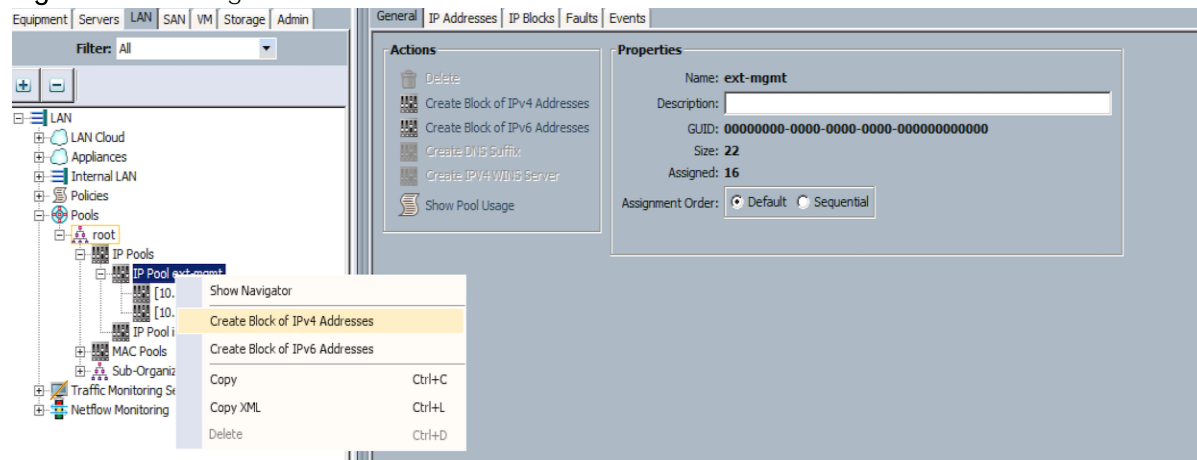 Equipment Servers LAN SAN VM Storage Admin
Filter: All
LAN
LAN Cloud
Appliances
Internal LAN
Policies
Pools
root
IP Pools
IP Pool ext-mgmt
[10.
[10.
IP Pool i
MAC Pools
Sub-Organiz
Traffic Monitoring Se
Netflow Monitoring
Show Navigator
Create Block of IPv4 Addresses
Create Block of IPv6 Addresses
Copy Ctrl+C
Copy XML Ctrl+L
Delete Ctrl+D
General IP Addresses IP Blocks Faults Events
Actions
Delete
Create Block of IPv4 Addresses
Create Block of IPv6 Addresses
Create DNS Suffix
Create IPV4 WINS Server
Show Pool Usage
Properties
Name: ext-mgmt
Description:
GUID: 00000000-0000-0000-0000-000000000000
Size: 22
Assigned: 16
Assignment Order: Default Sequential